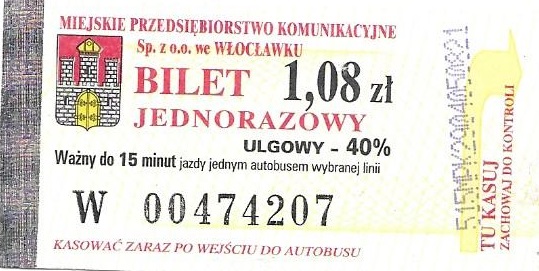 MIEJSKIE PRZEDSIĘBIORSTWO KOMUNIKACYJNE
Sp. z o.o. we WŁOCŁAWKU
BILET 1,08 zł
JEDNORAZOWY
ULGOWY - 40%
Ważny do 15 minut jazdy jednym autobusem wybranej linii
W 00474207
KASOWAĆ ZARAZ PO WEJŚCIU DO AUTOBUSU
TU KASUJ
ZACHOWAJ DO KONTROLI